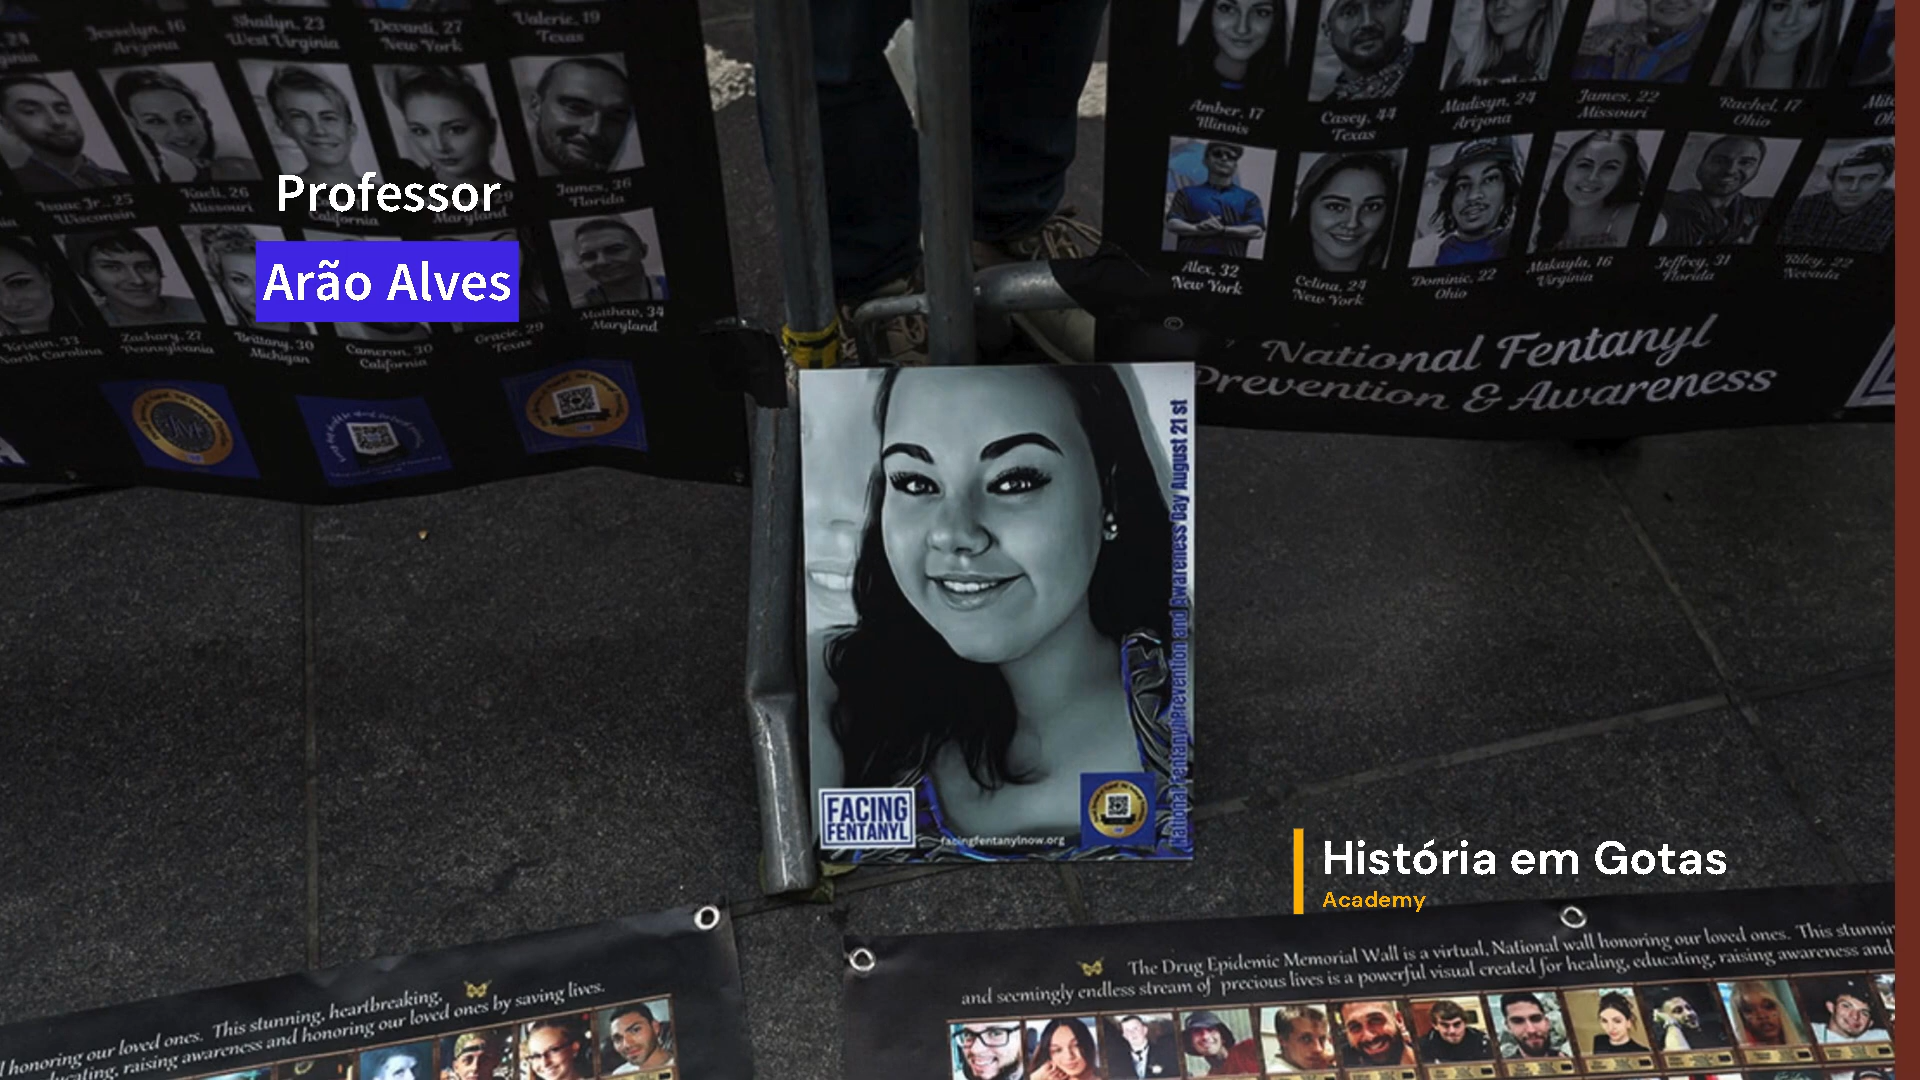 Jesselyn, 16
Arizona
Shailyn, 23
West Virginia
Devanti, 27
New York
Valerie, 19
Texas
Isaac Jr., 25
Wisconsin
Kaeli, 26
Missouri
California
Maryland
James, 36
Florida
Professor
Arão Alves
Kristin, 33
North Carolina
Zachary, 27
Pennsylvania
Brittany, 30
Michigan
Cameron, 30
California
Gracie, 29
Texas
Matthew, 34
Maryland
Amber, 17
Illinois
Casey, 44
Texas
Madisyn, 24
Arizona
James, 22
Missouri
Rachel, 17
Ohio
Alex, 32
New York
Celina, 24
New York
Dominic, 22
Ohio
Makayla, 16
Virginia
Jeffrey, 31
Florida
Riley, 22
Nevada
National Fentanyl
Prevention & Awareness
National Fentanyl Prevention and Awareness Day August 21 st
FACING
FENTANYL
facingfentanylnow.org
História em Gotas
Academy
This stunning, heartbreaking,
honoring our loved ones.
raising awareness and honoring our loved ones by saving lives.
The Drug Epidemic Memorial Wall is a virtual, National wall honoring our loved ones. This
and seemingly endless stream of precious lives is a powerful visual created for healing, educating, raising awareness and